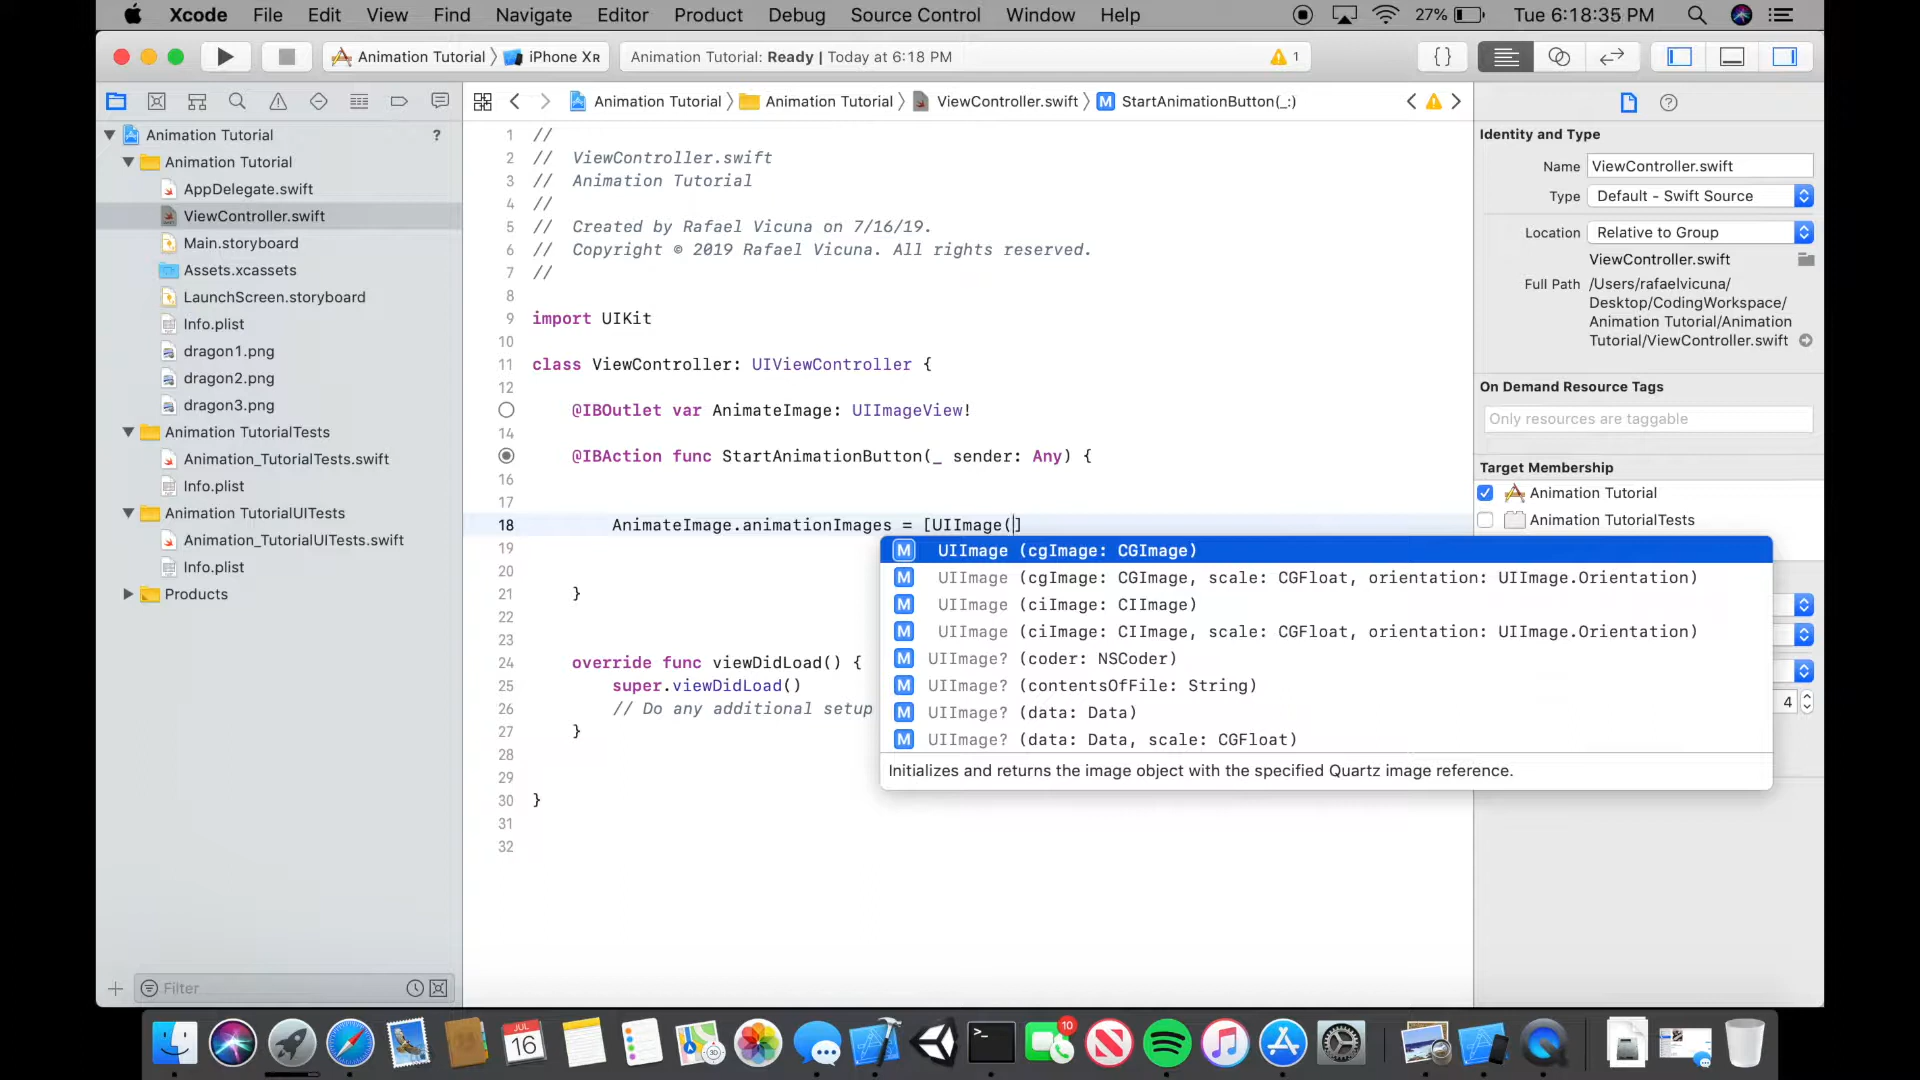 Xcode File Edit View Find Navigate Editor Product Debug Source Control Window Help 27% Tue 6:18:35 PM
Animation Tutorial iPhone XR Animation Tutorial: Ready | Today at 6:18 PM 1 {}
Animation Tutorial Animation Tutorial ViewController.swift M StartAnimationButton(_:)
Animation Tutorial ?
Animation Tutorial
AppDelegate.swift
ViewController.swift
Main.storyboard
Assets.xcassets
LaunchScreen.storyboard
Info.plist
dragon1.png
dragon2.png
dragon3.png
Animation TutorialTests
Animation_TutorialTests.swift
Info.plist
Animation TutorialUITests
Animation_TutorialUITests.swift
Info.plist
Products
Filter
1 //
2 // ViewController.swift
3 // Animation Tutorial
4 //
5 // Created by Rafael Vicuna on 7/16/19.
6 // Copyright © 2019 Rafael Vicuna. All rights reserved.
7 //
8
9 import UIKit
10
11 class ViewController: UIViewController {
12
@IBOutlet var AnimateImage: UIImageView!
14
@IBAction func StartAnimationButton(_ sender: Any) {
16
17
18 AnimateImage.animationImages = [UIImage(]
19
20
21 }
22
23
24 override func viewDidLoad() {
25 super.viewDidLoad()
26 // Do any additional setup
27 }
28
29
30 }
31
32
M UIImage (cgImage: CGImage)
M UIImage (cgImage: CGImage, scale: CGFloat, orientation: UIImage.Orientation)
M UIImage (ciImage: CIImage)
M UIImage (ciImage: CIImage, scale: CGFloat, orientation: UIImage.Orientation)
M UIImage? (coder: NSCoder)
M UIImage? (contentsOfFile: String)
M UIImage? (data: Data)
M UIImage? (data: Data, scale: CGFloat)
Initializes and returns the image object with the specified Quartz image reference.
Identity and Type
Name ViewController.swift
Type Default - Swift Source
Location Relative to Group
ViewController.swift
Full Path /Users/rafaelvicuna/
Desktop/CodingWorkspace/
Animation Tutorial/Animation
Tutorial/ViewController.swift
On Demand Resource Tags
Only resources are taggable
Target Membership
Animation Tutorial
Animation TutorialTests
4
JUL
16
10